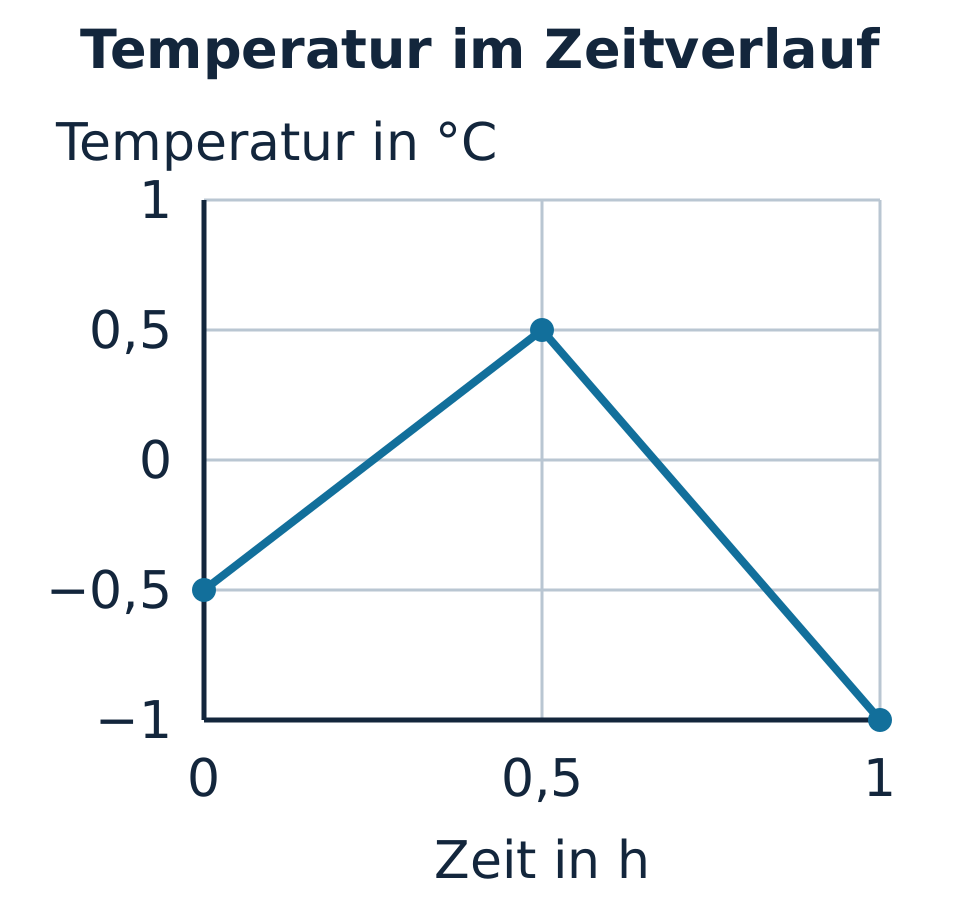 Temperatur im Zeitverlauf
Temperatur in °C
1
0,5
0
−0,5
−1
0 0,5 1
Zeit in h